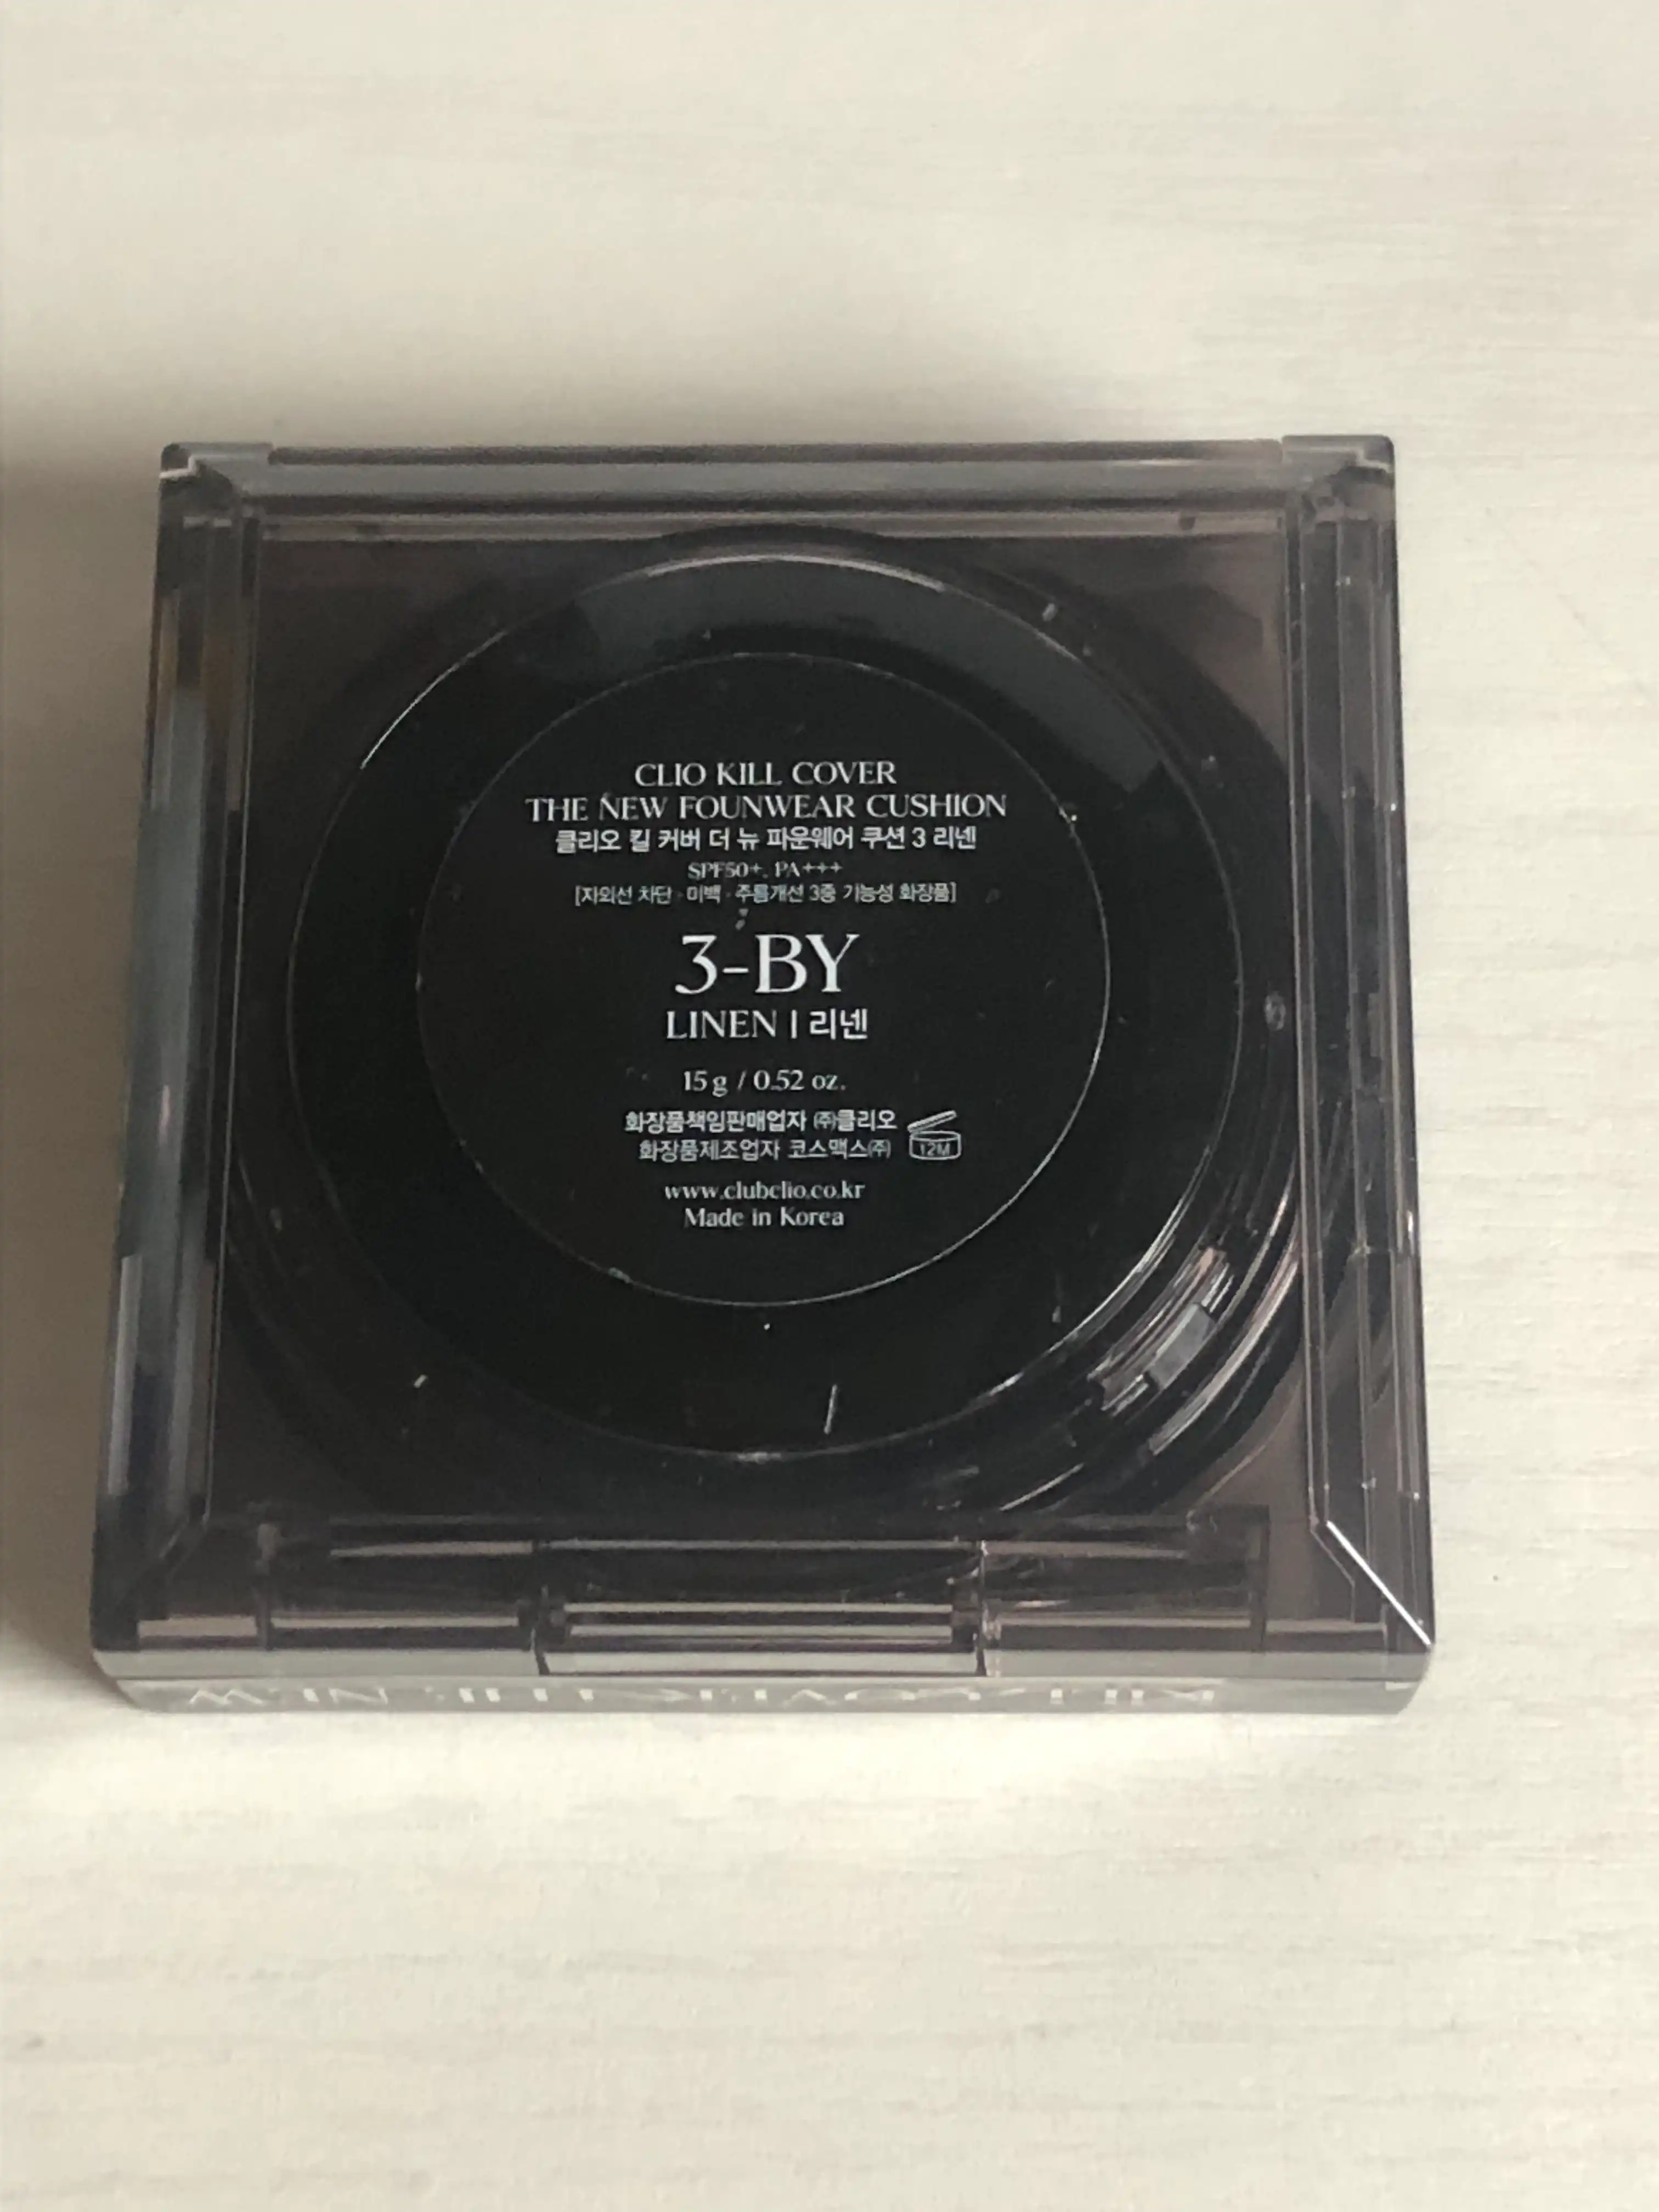 CLIO KILL COVER
THE NEW FOUNWEAR CUSHION
클리오 킬 커버 더 뉴 파운웨어 쿠션 3 리넨
SPF50+, PA+++
[자외선 차단 · 미백 · 주름개선 3중 기능성 화장품]
3-BY
LINEN | 리넨
15 g / 0.52 oz.
화장품책임판매업자 ㈜클리오
화장품제조업자 코스맥스㈜
12M
www.clubclio.co.kr
Made in Korea
KILL COVER THE NEW